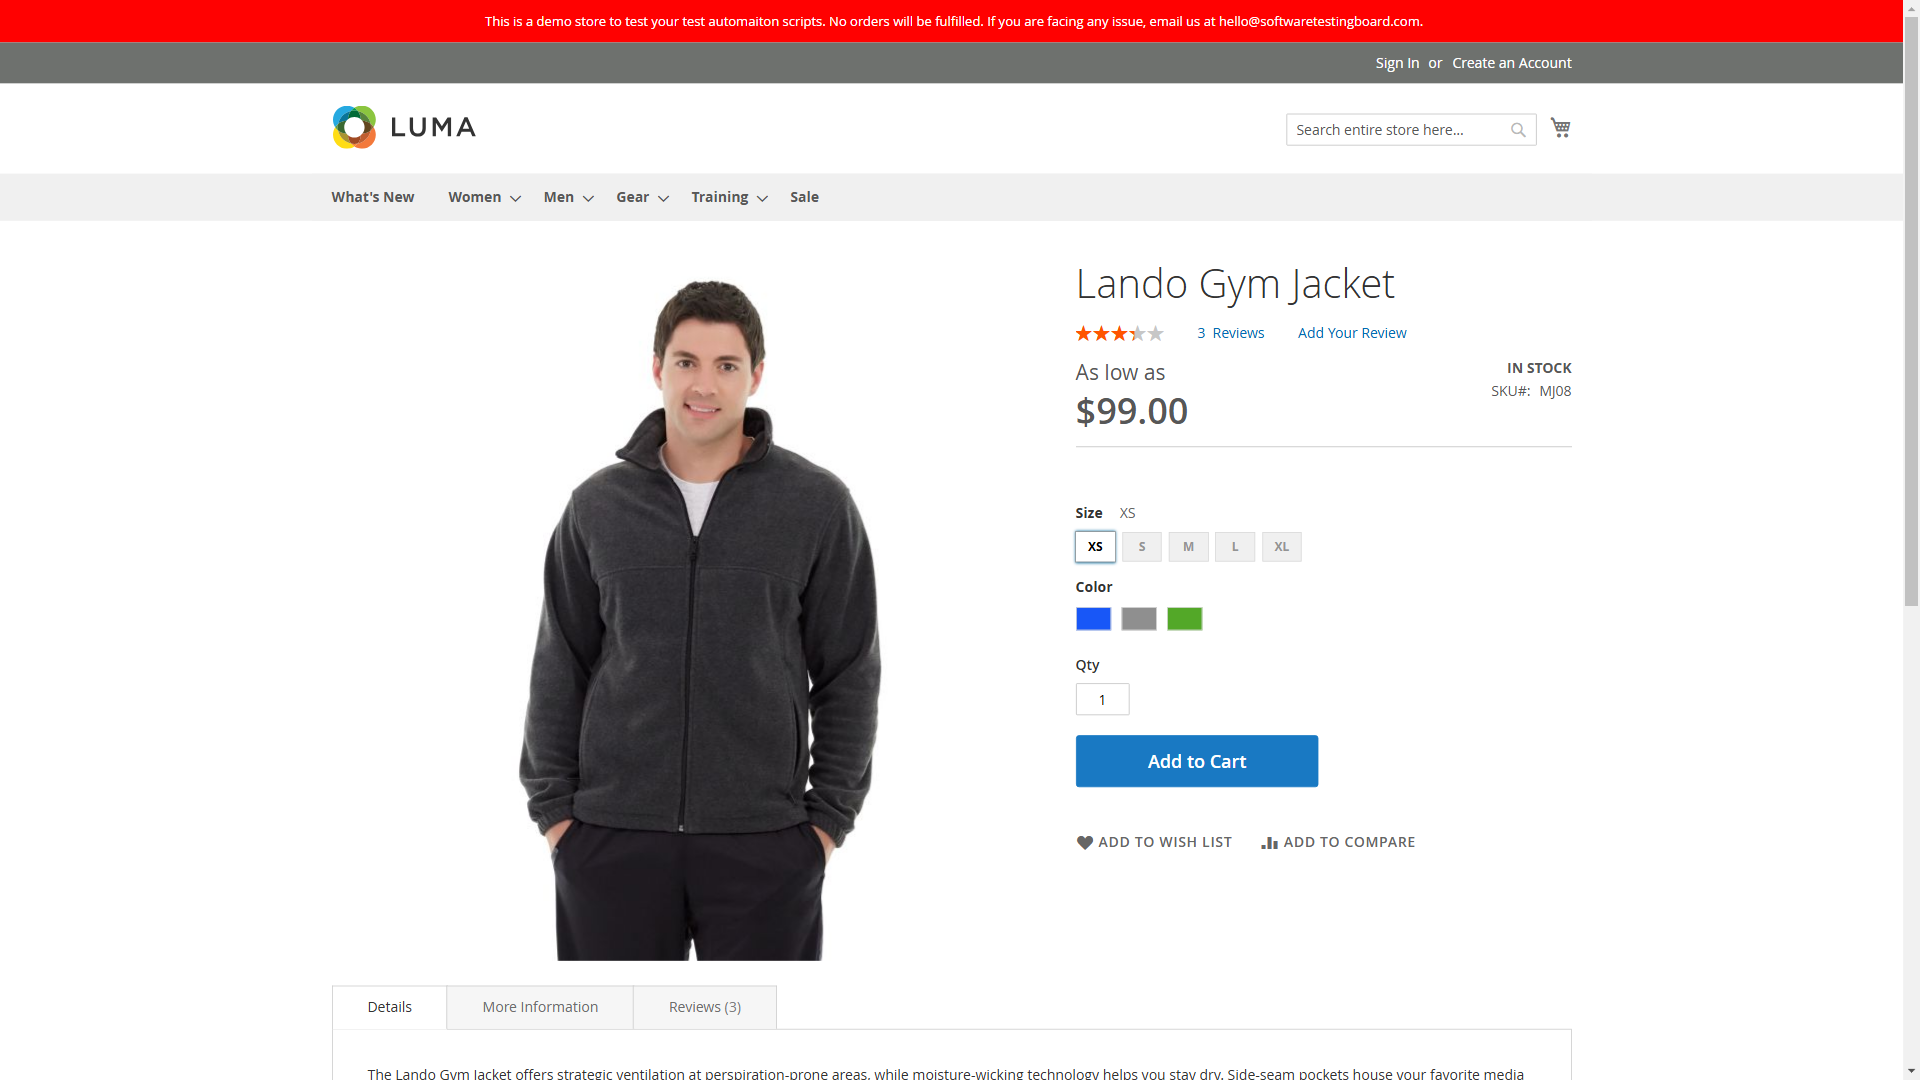 This is a demo store to test your test automaiton scripts. No orders will be fulfilled. If you are facing any issue, email us at hello@softwaretestingboard.com.
Sign In or Create an Account
LUMA
Search entire store here...
What's New Women Men Gear Training Sale
Lando Gym Jacket
3 Reviews Add Your Review
As low as
$99.00
IN STOCK
SKU#: MJ08
Size XS
XS S M L XL
Color
Qty
1
Add to Cart
ADD TO WISH LIST ADD TO COMPARE
Details More Information Reviews (3)
The Lando Gym Jacket offers strategic ventilation at perspiration-prone areas, while moisture-wicking technology helps you stay dry. Side-seam pockets house your favorite media